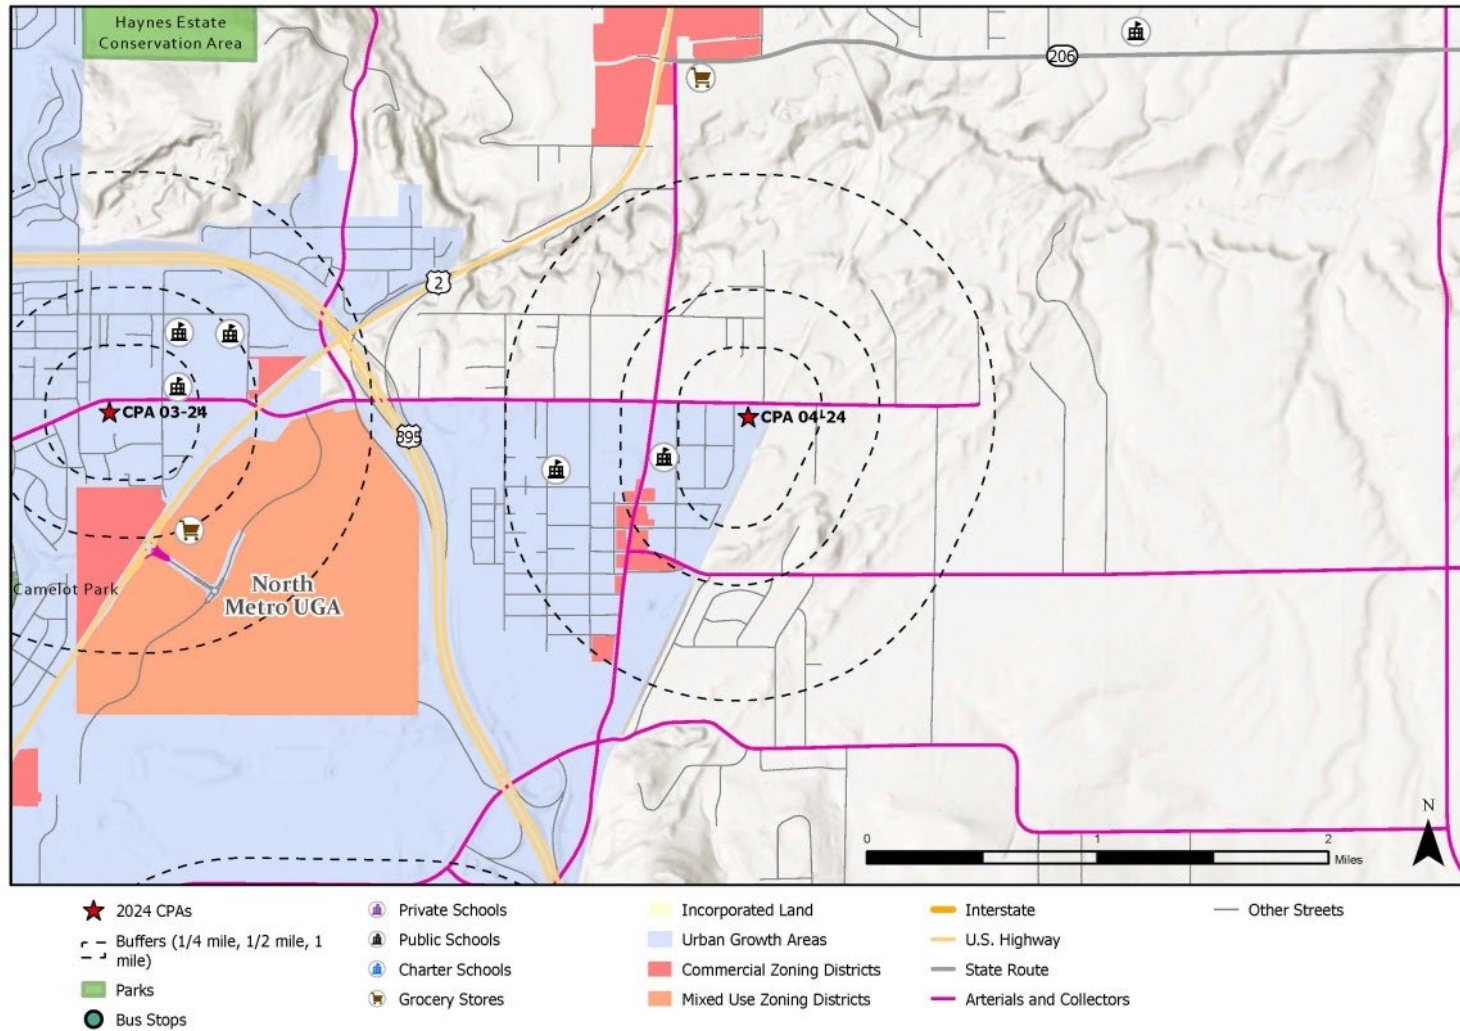 Haynes Estate
Conservation Area
206
2
CPA 03-24
CPA 04-24
395
Camelot Park
North
Metro UGA
N
0
1
2
Miles
2024 CPAs
Buffers (1/4 mile, 1/2 mile, 1
mile)
Parks
Bus Stops
Private Schools
Public Schools
Charter Schools
Grocery Stores
Incorporated Land
Urban Growth Areas
Commercial Zoning Districts
Mixed Use Zoning Districts
Interstate
U.S. Highway
State Route
Arterials and Collectors
Other Streets